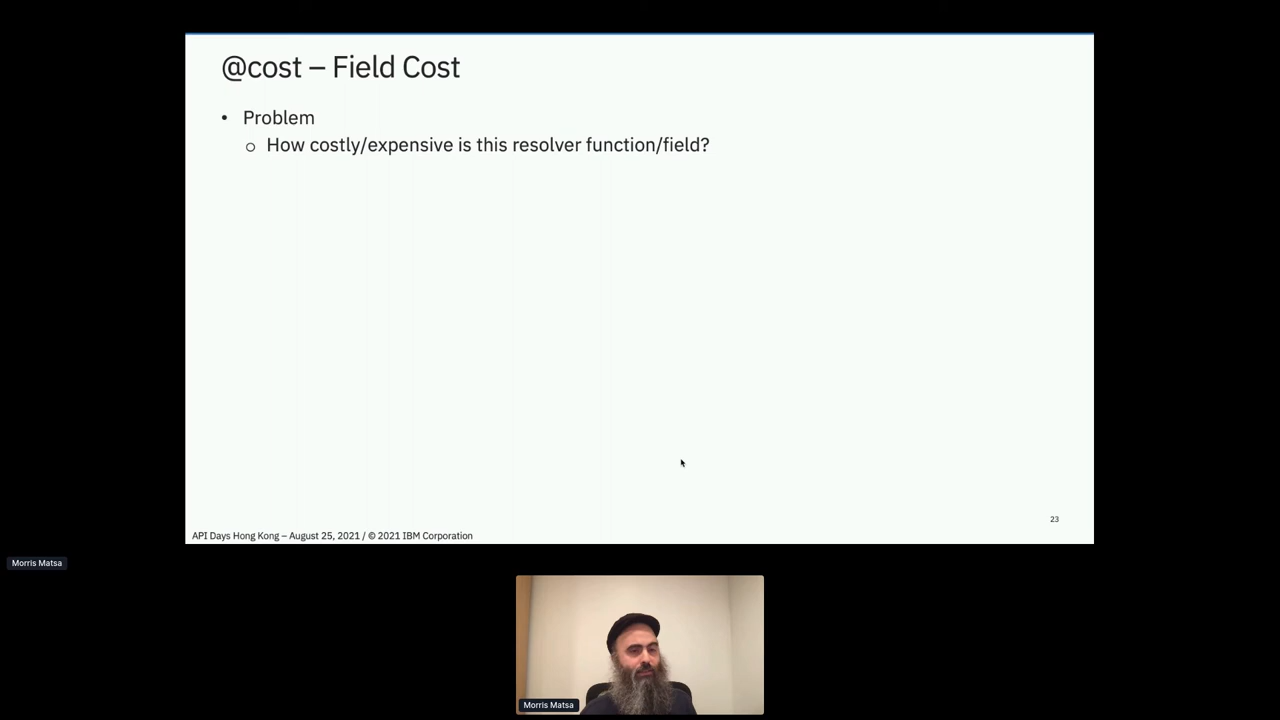 @cost – Field Cost
• Problem
o How costly/expensive is this resolver function/field?
23
API Days Hong Kong – August 25, 2021 / © 2021 IBM Corporation
Morris Matsa
Morris Matsa